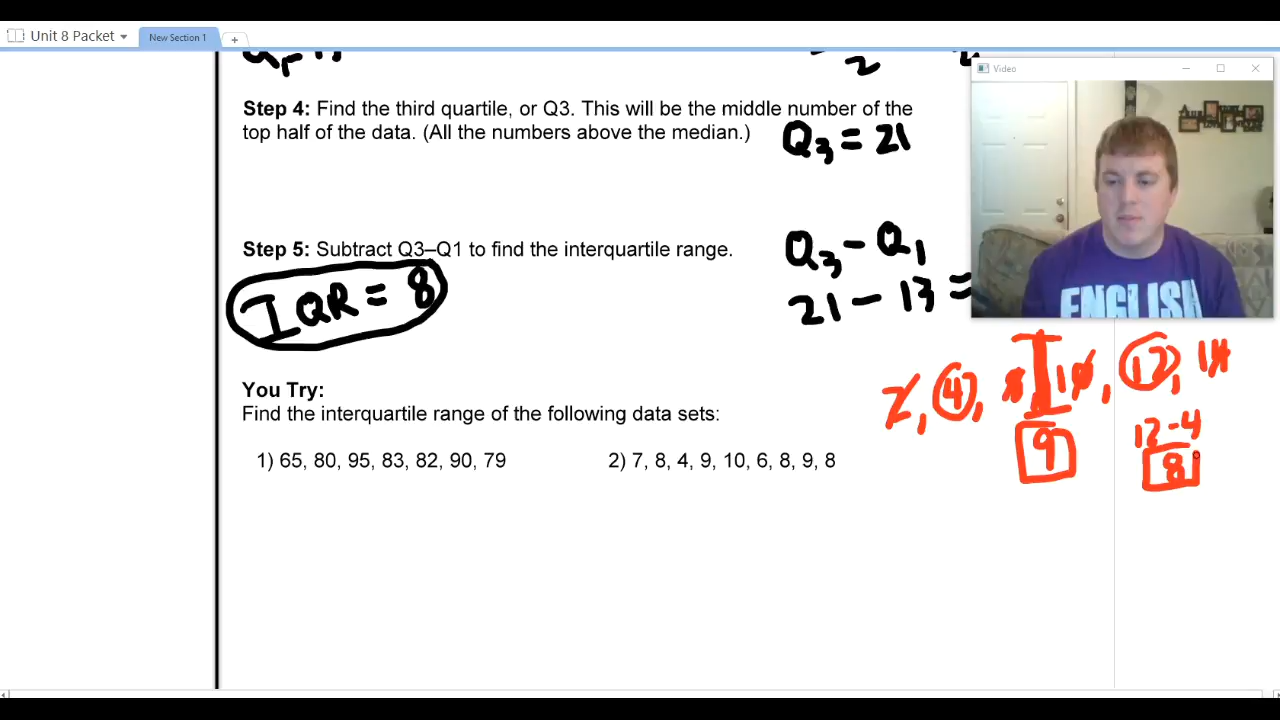 Unit 8 Packet
New Section 1
Video
2
Step 4: Find the third quartile, or Q3. This will be the middle number of the
top half of the data. (All the numbers above the median.)
Q3 = 21
Step 5: Subtract Q3–Q1 to find the interquartile range.
Q3 - Q1
21 - 13 =
IQR = 8
ENGLISH
2, 4, 8 10, 12, 14
9
12-4
8
You Try:
Find the interquartile range of the following data sets:
1) 65, 80, 95, 83, 82, 90, 79
2) 7, 8, 4, 9, 10, 6, 8, 9, 8